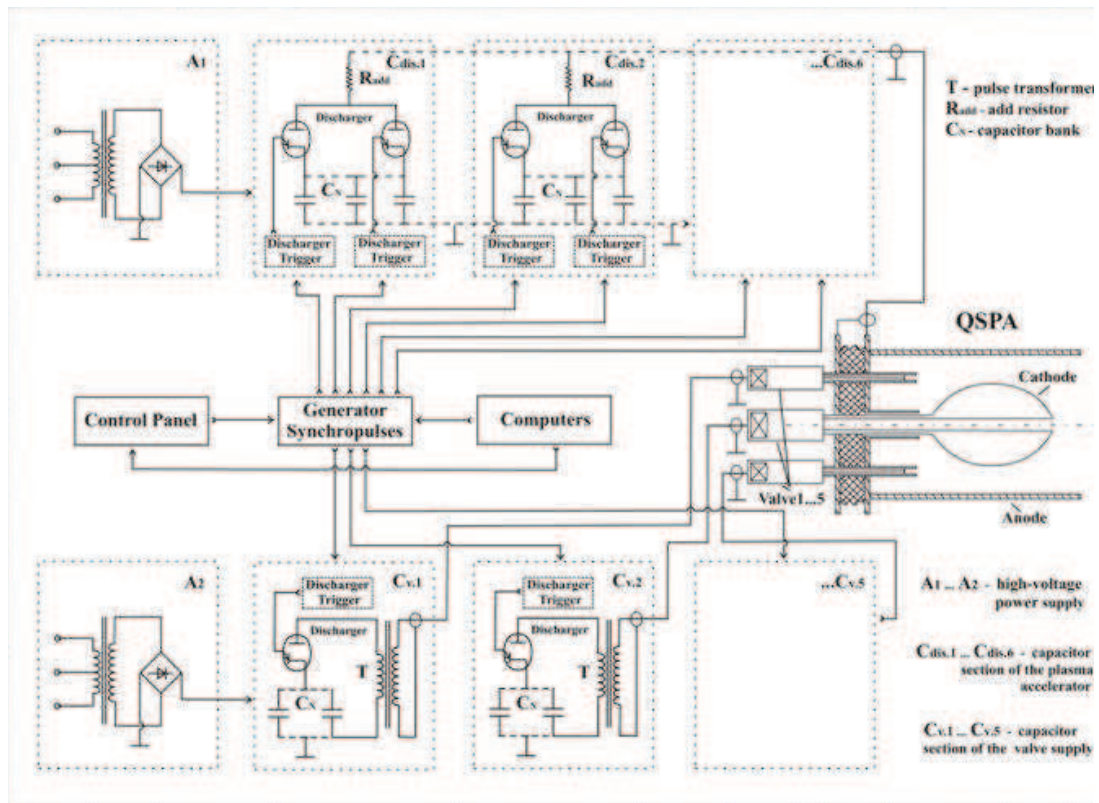 A1
Cdis.1
Radd
Discharger
CN
Discharger
Trigger
Discharger
Trigger
Cdis.2
Radd
Discharger
CN
Discharger
Trigger
Discharger
Trigger
...Cdis.6
T - pulse transformer
Radd - add resistor
CN - capacitor bank
QSPA
Cathode
Control Panel
Generator
Synchropulses
Computers
Valve1...5
Anode
A2
Cv.1
Discharger
Trigger
Discharger
T
CN
Cv.2
Discharger
Trigger
Discharger
T
CN
...Cv.5
A1 ... A2 - high-voltage
power supply
Cdis.1 ... Cdis.6 - capacitor
section of the plasma
accelerator
Cv.1 ... Cv.5 - capacitor
section of the valve supply